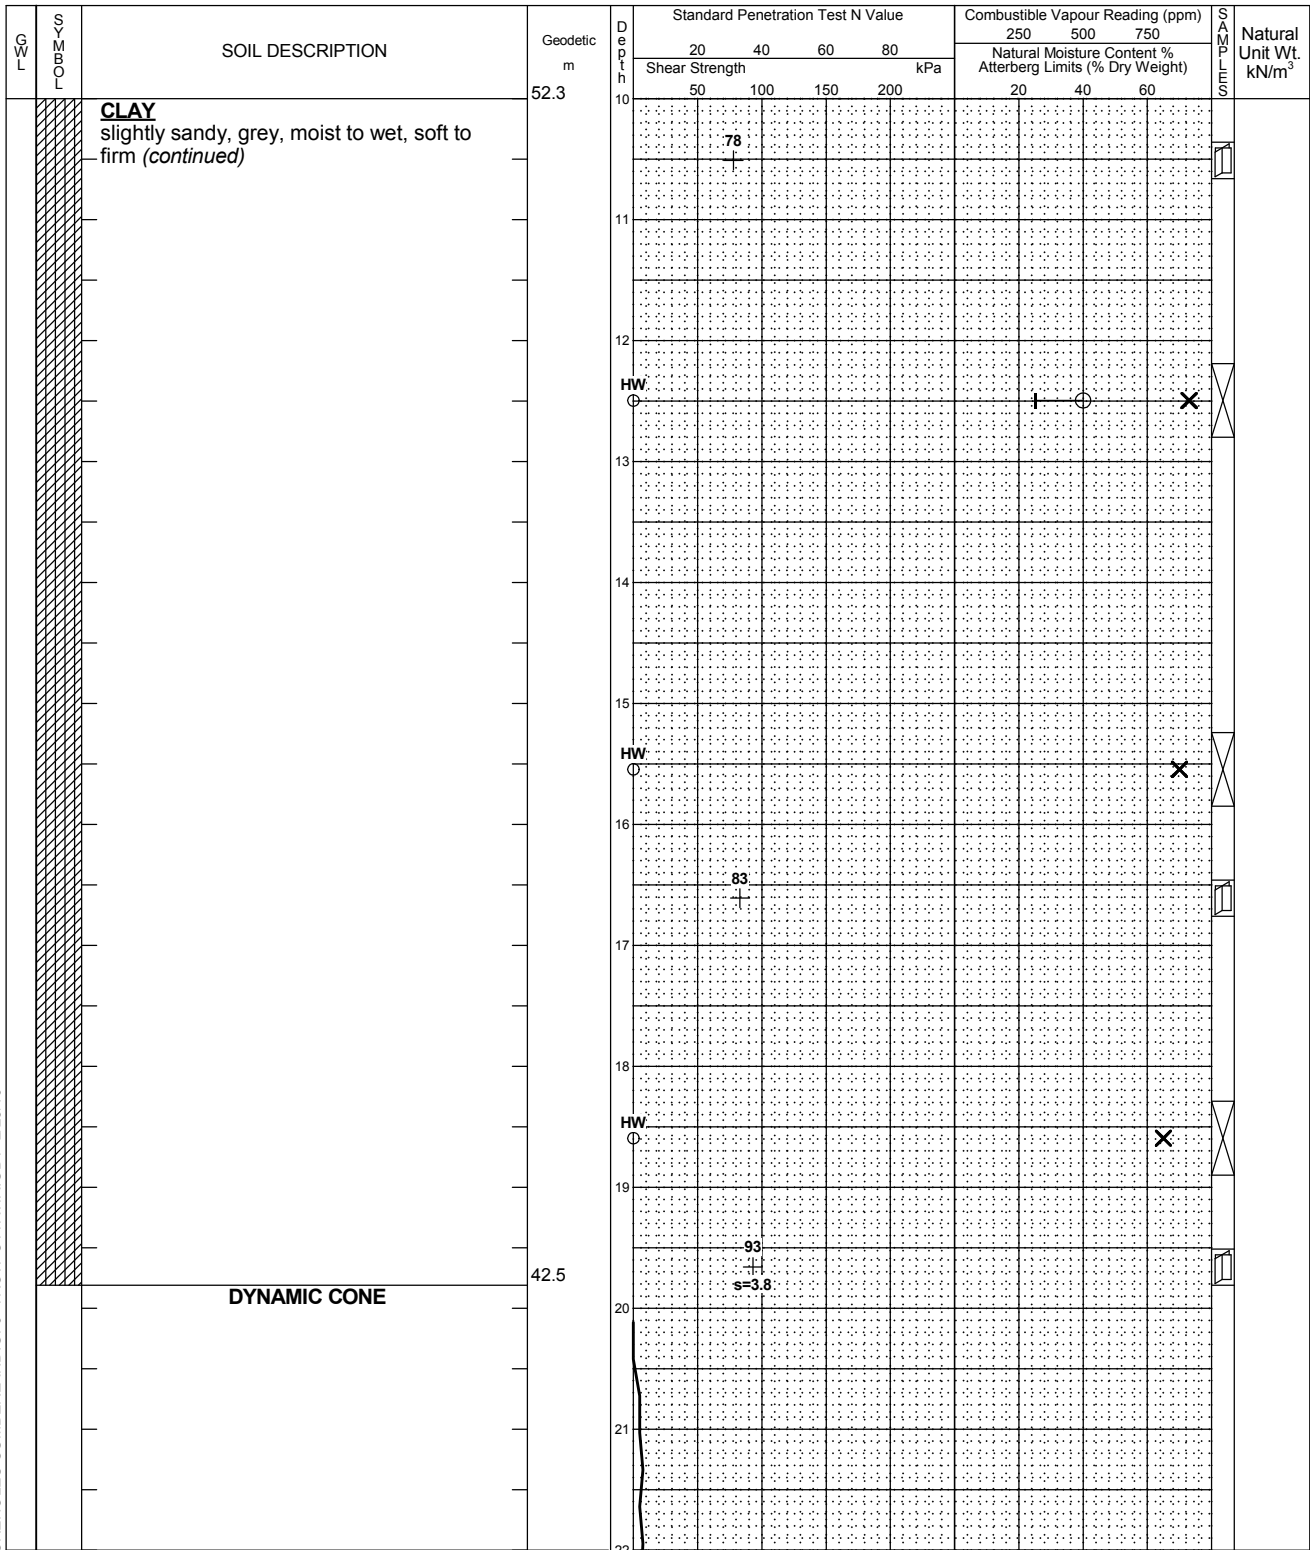 GWL
SYMBOL
SOIL DESCRIPTION
Geodetic
m
Depth
Standard Penetration Test N Value
20 40 60 80
Shear Strength kPa
50 100 150 200
Combustible Vapour Reading (ppm)
250 500 750
Natural Moisture Content %
Atterberg Limits (% Dry Weight)
20 40 60
SAMPLES
Natural
Unit Wt.
kN/m³
52.3
10
CLAY
slightly sandy, grey, moist to wet, soft to
firm (continued)
78
11
12
HW
13
14
15
HW
16
83
17
18
HW
19
93
s=3.8
42.5
DYNAMIC CONE
20
21
22